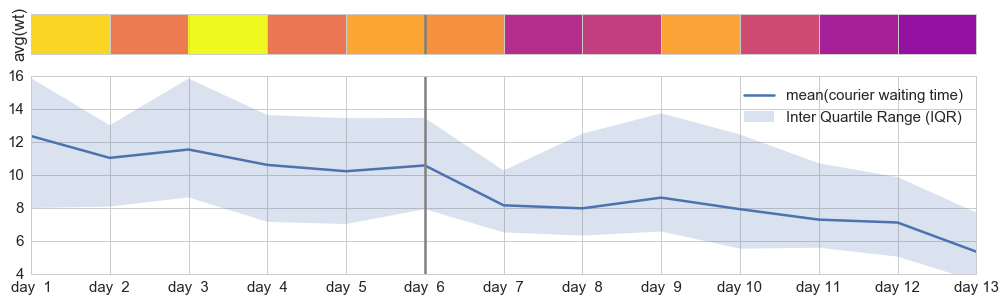 avg(wt)
16
14
12
10
8
6
4
mean(courier waiting time)
Inter Quartile Range (IQR)
day 1 day 2 day 3 day 4 day 5 day 6 day 7 day 8 day 9 day 10 day 11 day 12 day 13